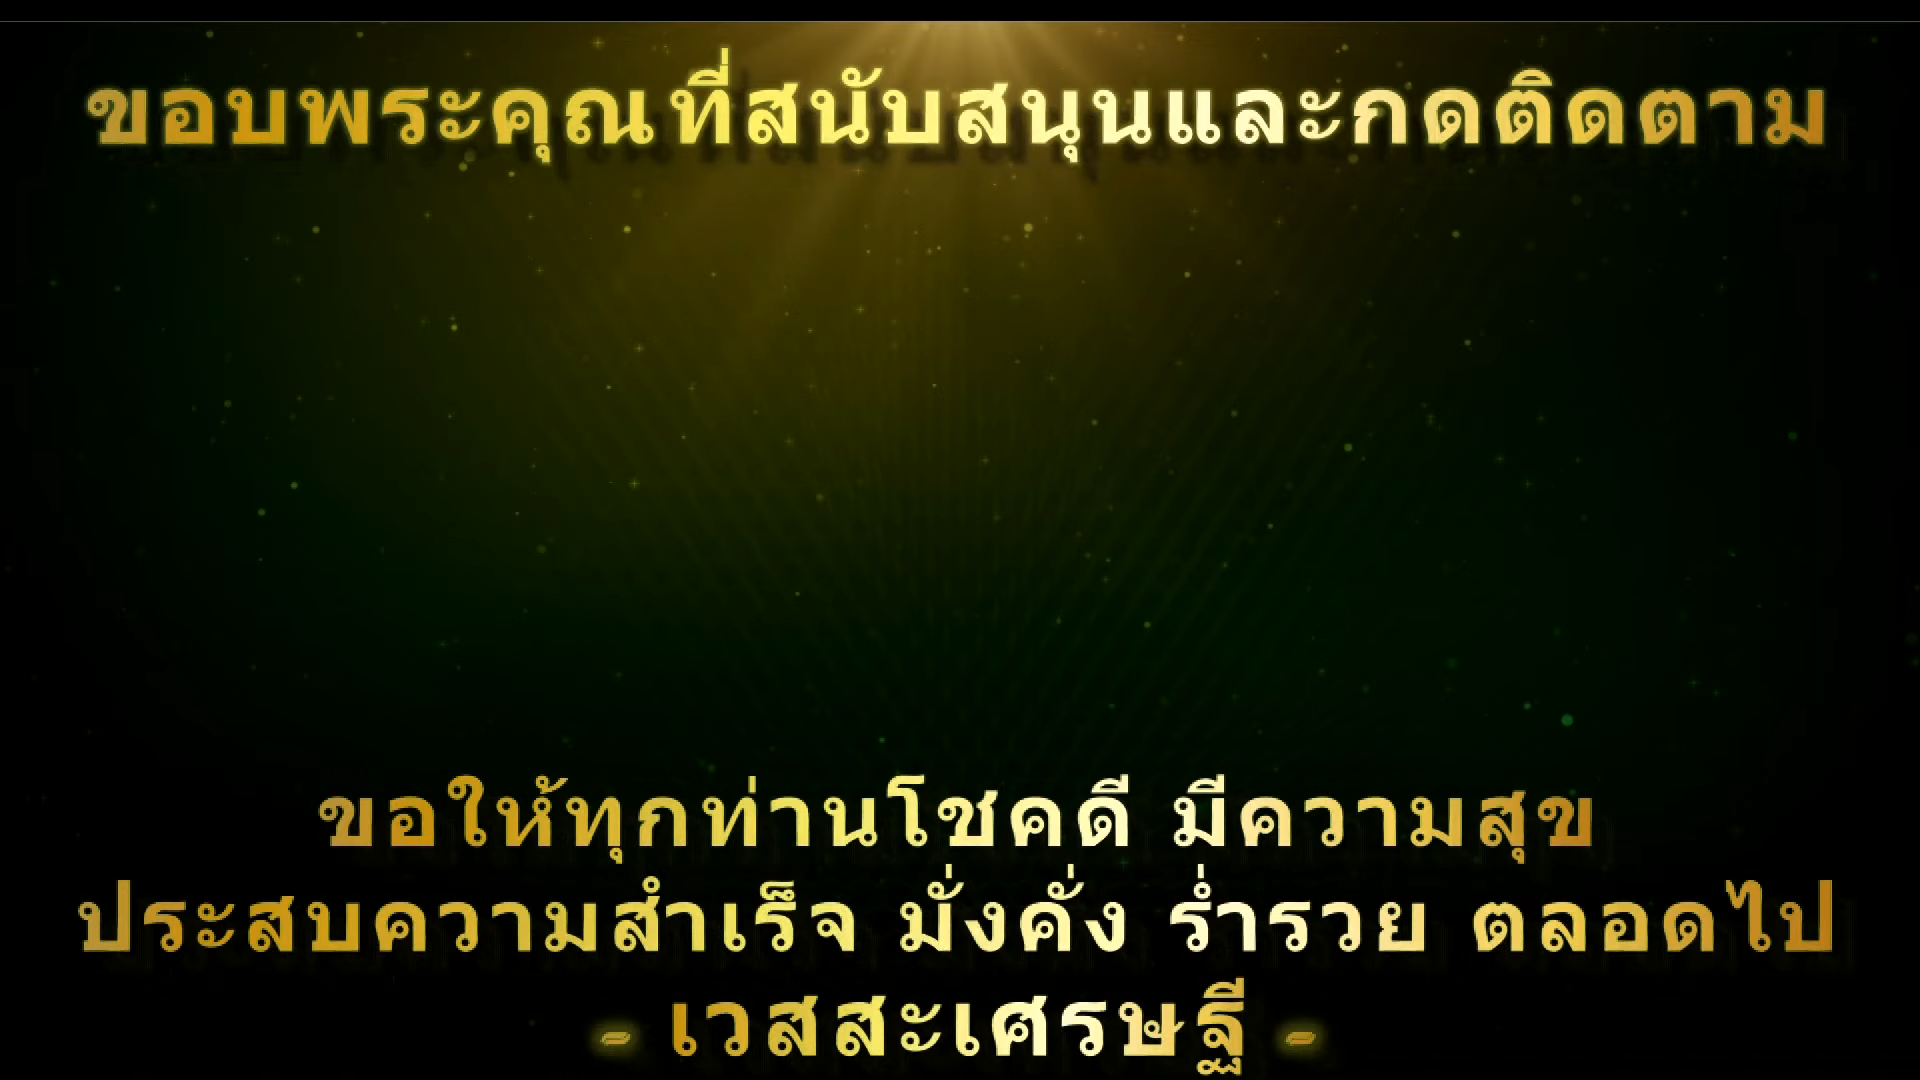 ขอบพระคุณที่สนับสนุนและกดติดตาม
ขอให้ทุกท่านโชคดี มีความสุข
ประสบความสำเร็จ มั่งคั่ง ร่ำรวย ตลอดไป
- เวสสะเศรษฐี -